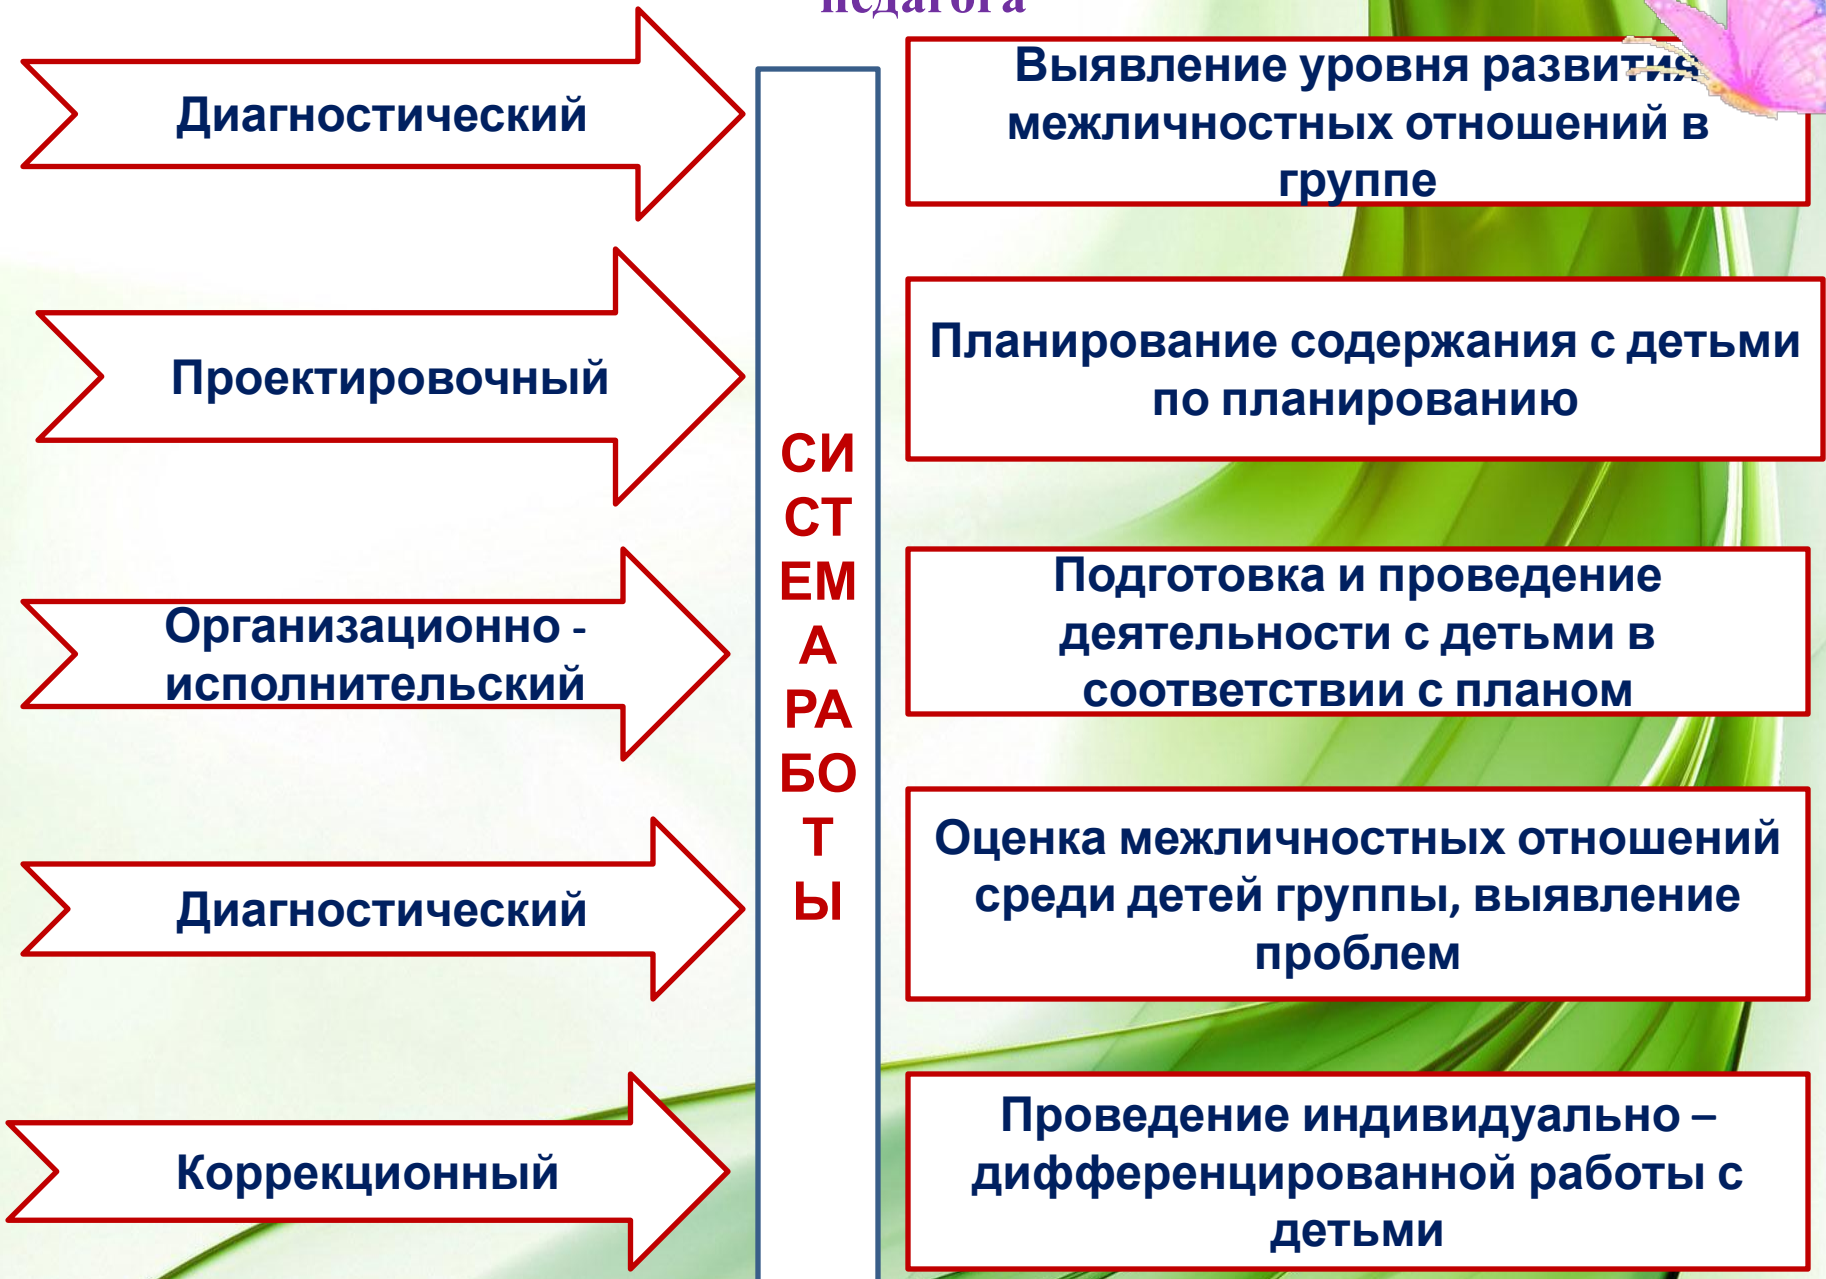 педагога
Диагностический
Выявление уровня развития
межличностных отношений в
группе
Проектировочный
Планирование содержания с детьми
по планированию
Организационно -
исполнительский
Подготовка и проведение
деятельности с детьми в
соответствии с планом
Диагностический
Оценка межличностных отношений
среди детей группы, выявление
проблем
Коррекционный
Проведение индивидуально –
дифференцированной работы с
детьми
СИ
СТ
ЕМ
А
РА
БО
Т
Ы